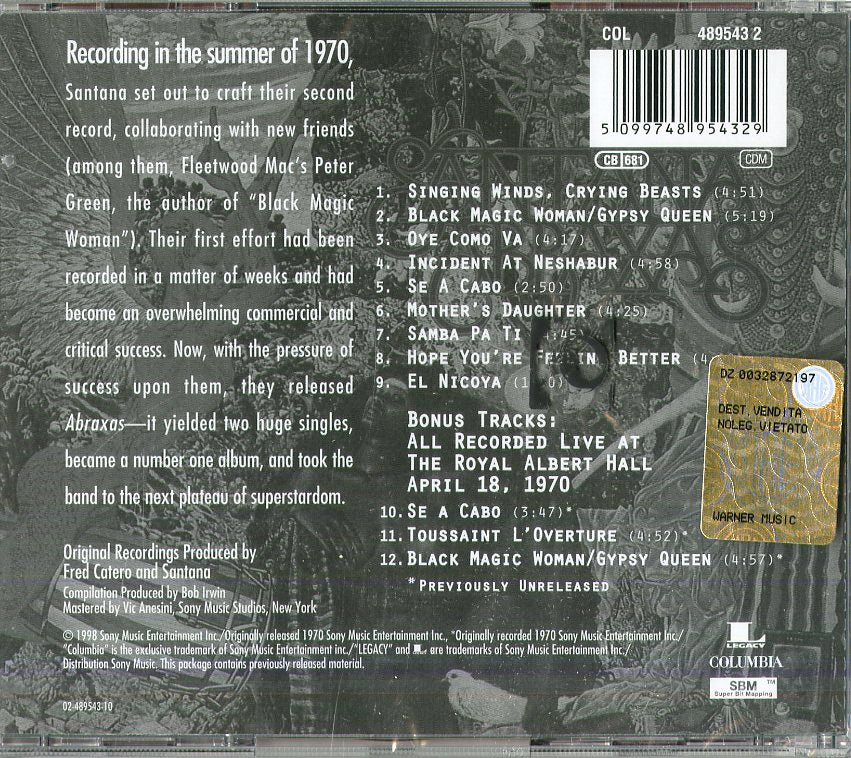 Recording in the summer of 1970,
Santana set out to craft their second
record, collaborating with new friends
(among them, Fleetwood Mac's Peter
Green, the author of "Black Magic
Woman"). Their first effort had been
recorded in a matter of weeks and had
become an overwhelming commercial and
critical success. Now, with the pressure of
success upon them, they released
Abraxas—it yielded two huge singles,
became a number one album, and took the
band to the next plateau of superstardom.
Original Recordings Produced by
Fred Catero and Santana
Compilation Produced by Bob Irwin
Mastered by Vic Anesini, Sony Music Studios, New York
© 1998 Sony Music Entertainment Inc./Originally released 1970 Sony Music Entertainment Inc., *Originally recorded 1970 Sony Music Entertainment Inc./
"Columbia" is the exclusive trademark of Sony Music Entertainment Inc./"LEGACY" and L are trademarks of Sony Music Entertainment Inc./
Distribution Sony Music. This package contains previously released material.
02-489543-10
COL 489543 2
5 099748 954329
CB 681
CDM
SANTANA
ABRAXAS
1. SINGING WINDS, CRYING BEASTS (4:51)
2. BLACK MAGIC WOMAN/GYPSY QUEEN (5:19)
3. OYE COMO VA (4:17)
4. INCIDENT AT NESHABUR (4:58)
5. SE A CABO (2:50)
6. MOTHER'S DAUGHTER (4:25)
7. SAMBA PA TI 4:45)
8. HOPE YOU'RE BETTER (4
9. EL NICOYA
BONUS TRACKS:
ALL RECORDED LIVE AT
THE ROYAL ALBERT HALL
APRIL 18, 1970
10. SE A CABO (3:47)*
11. TOUSSAINT L'OVERTURE (4:52)*
12. BLACK MAGIC WOMAN/GYPSY QUEEN (4:57)*
*PREVIOUSLY UNRELEASED
DZ 0032872197
DEST.VENDITA
NOLEG.VIETATO
WARNER MUSIC
L
LEGACY
COLUMBIA
SBM™
Super Bit Mapping